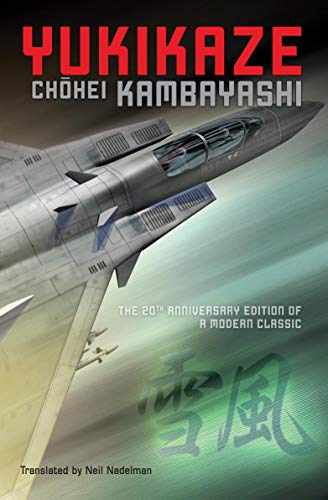 YUKIKAZE
CHŌHEI KAMBAYASHI
THE 20TH ANNIVERSARY EDITION OF
A MODERN CLASSIC
雪風
Translated by Neil Nadelman